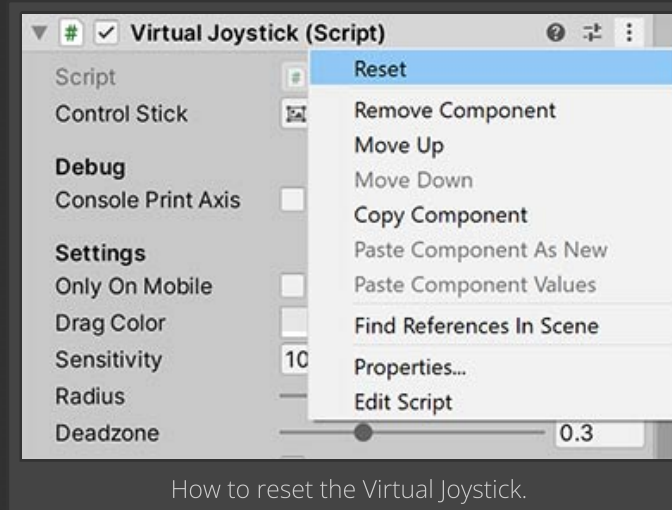 Virtual Joystick (Script)
Script
Control Stick
Debug
Console Print Axis
Settings
Only On Mobile
Drag Color
Sensitivity 10
Radius
Deadzone 0.3
Reset
Remove Component
Move Up
Move Down
Copy Component
Paste Component As New
Paste Component Values
Find References In Scene
Properties...
Edit Script
How to reset the Virtual Joystick.